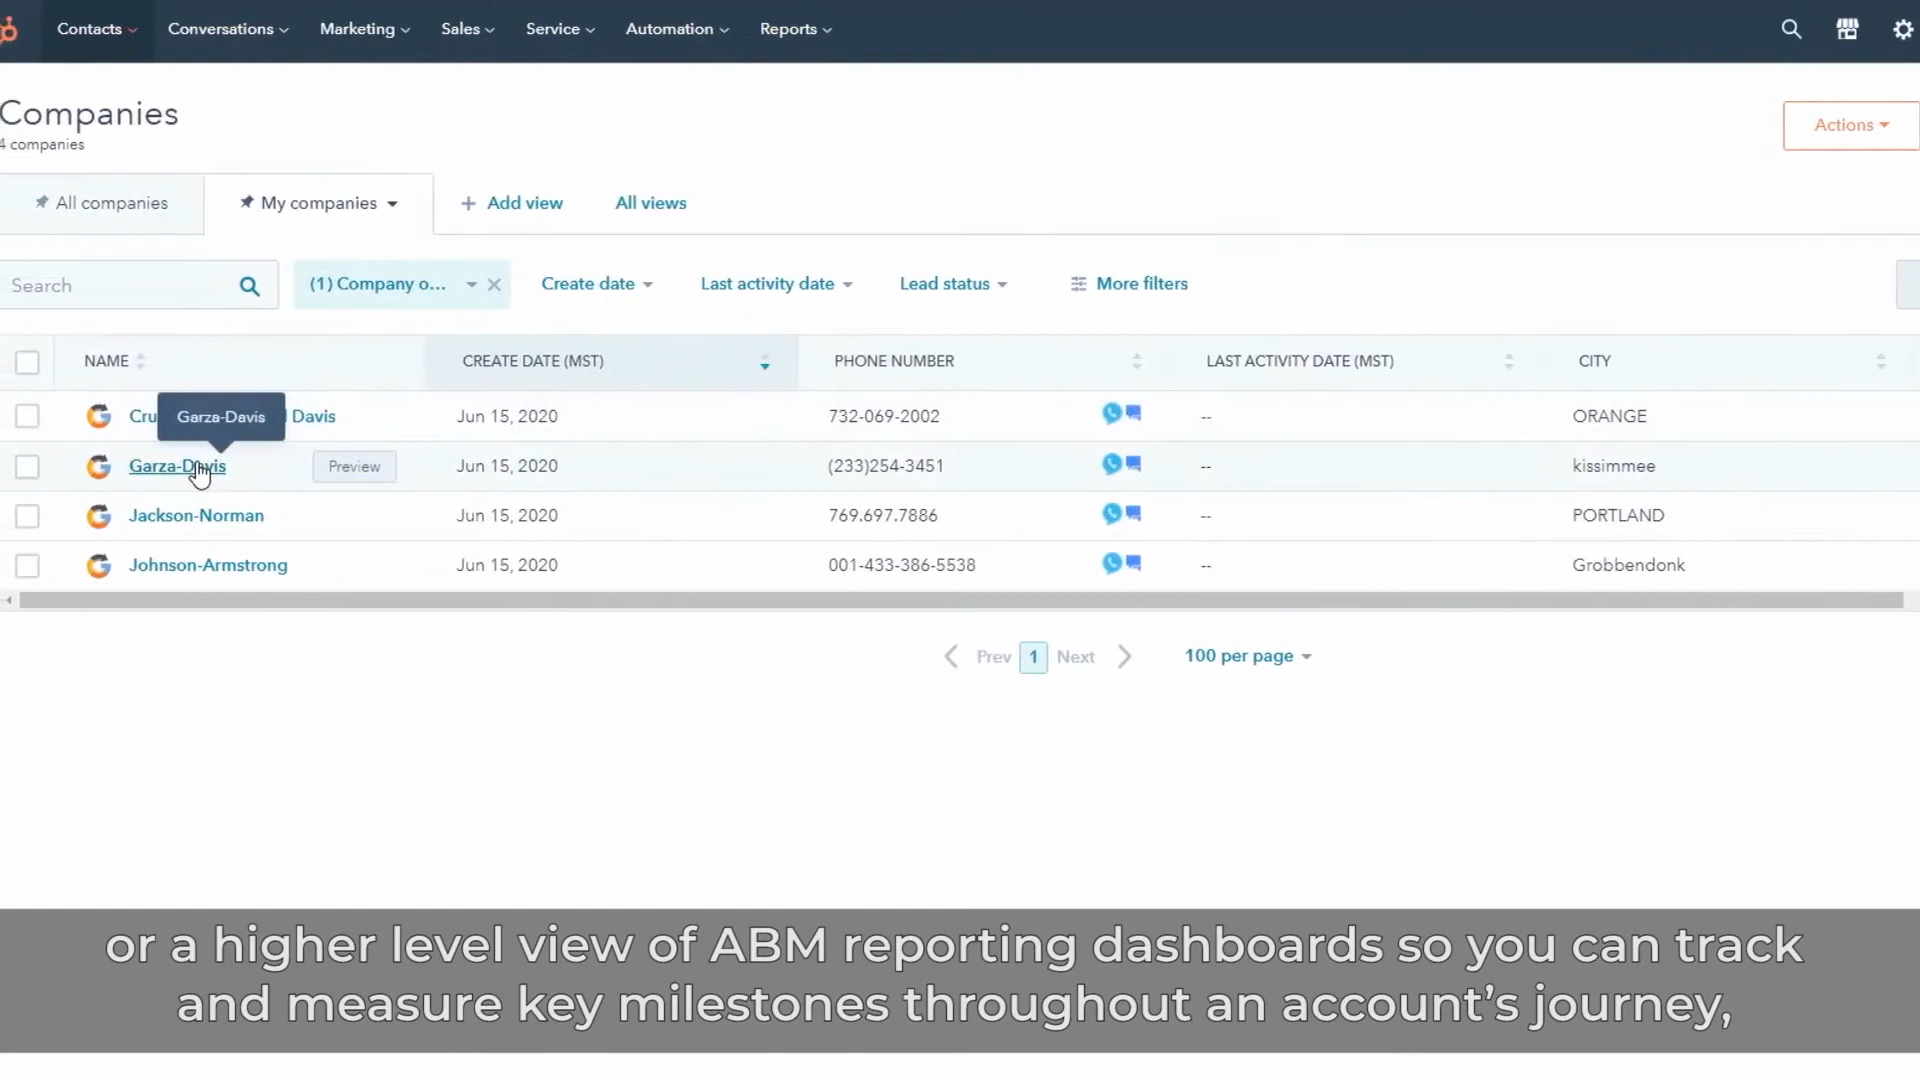 Contacts Conversations Marketing Sales Service Automation Reports
Companies
4 companies
Actions
All companies My companies + Add view All views
Search (1) Company o... Create date Last activity date Lead status More filters
NAME CREATE DATE (MST) PHONE NUMBER LAST ACTIVITY DATE (MST) CITY
Davis Jun 15, 2020 732-069-2002 -- ORANGE
Garza-Davis
Garza-Davis Preview Jun 15, 2020 (233)254-3451 -- kissimmee
Jackson-Norman Jun 15, 2020 769.697.7886 -- PORTLAND
Johnson-Armstrong Jun 15, 2020 001-433-386-5538 -- Grobbendonk
Prev 1 Next 100 per page
or a higher level view of ABM reporting dashboards so you can track
and measure key milestones throughout an account’s journey,